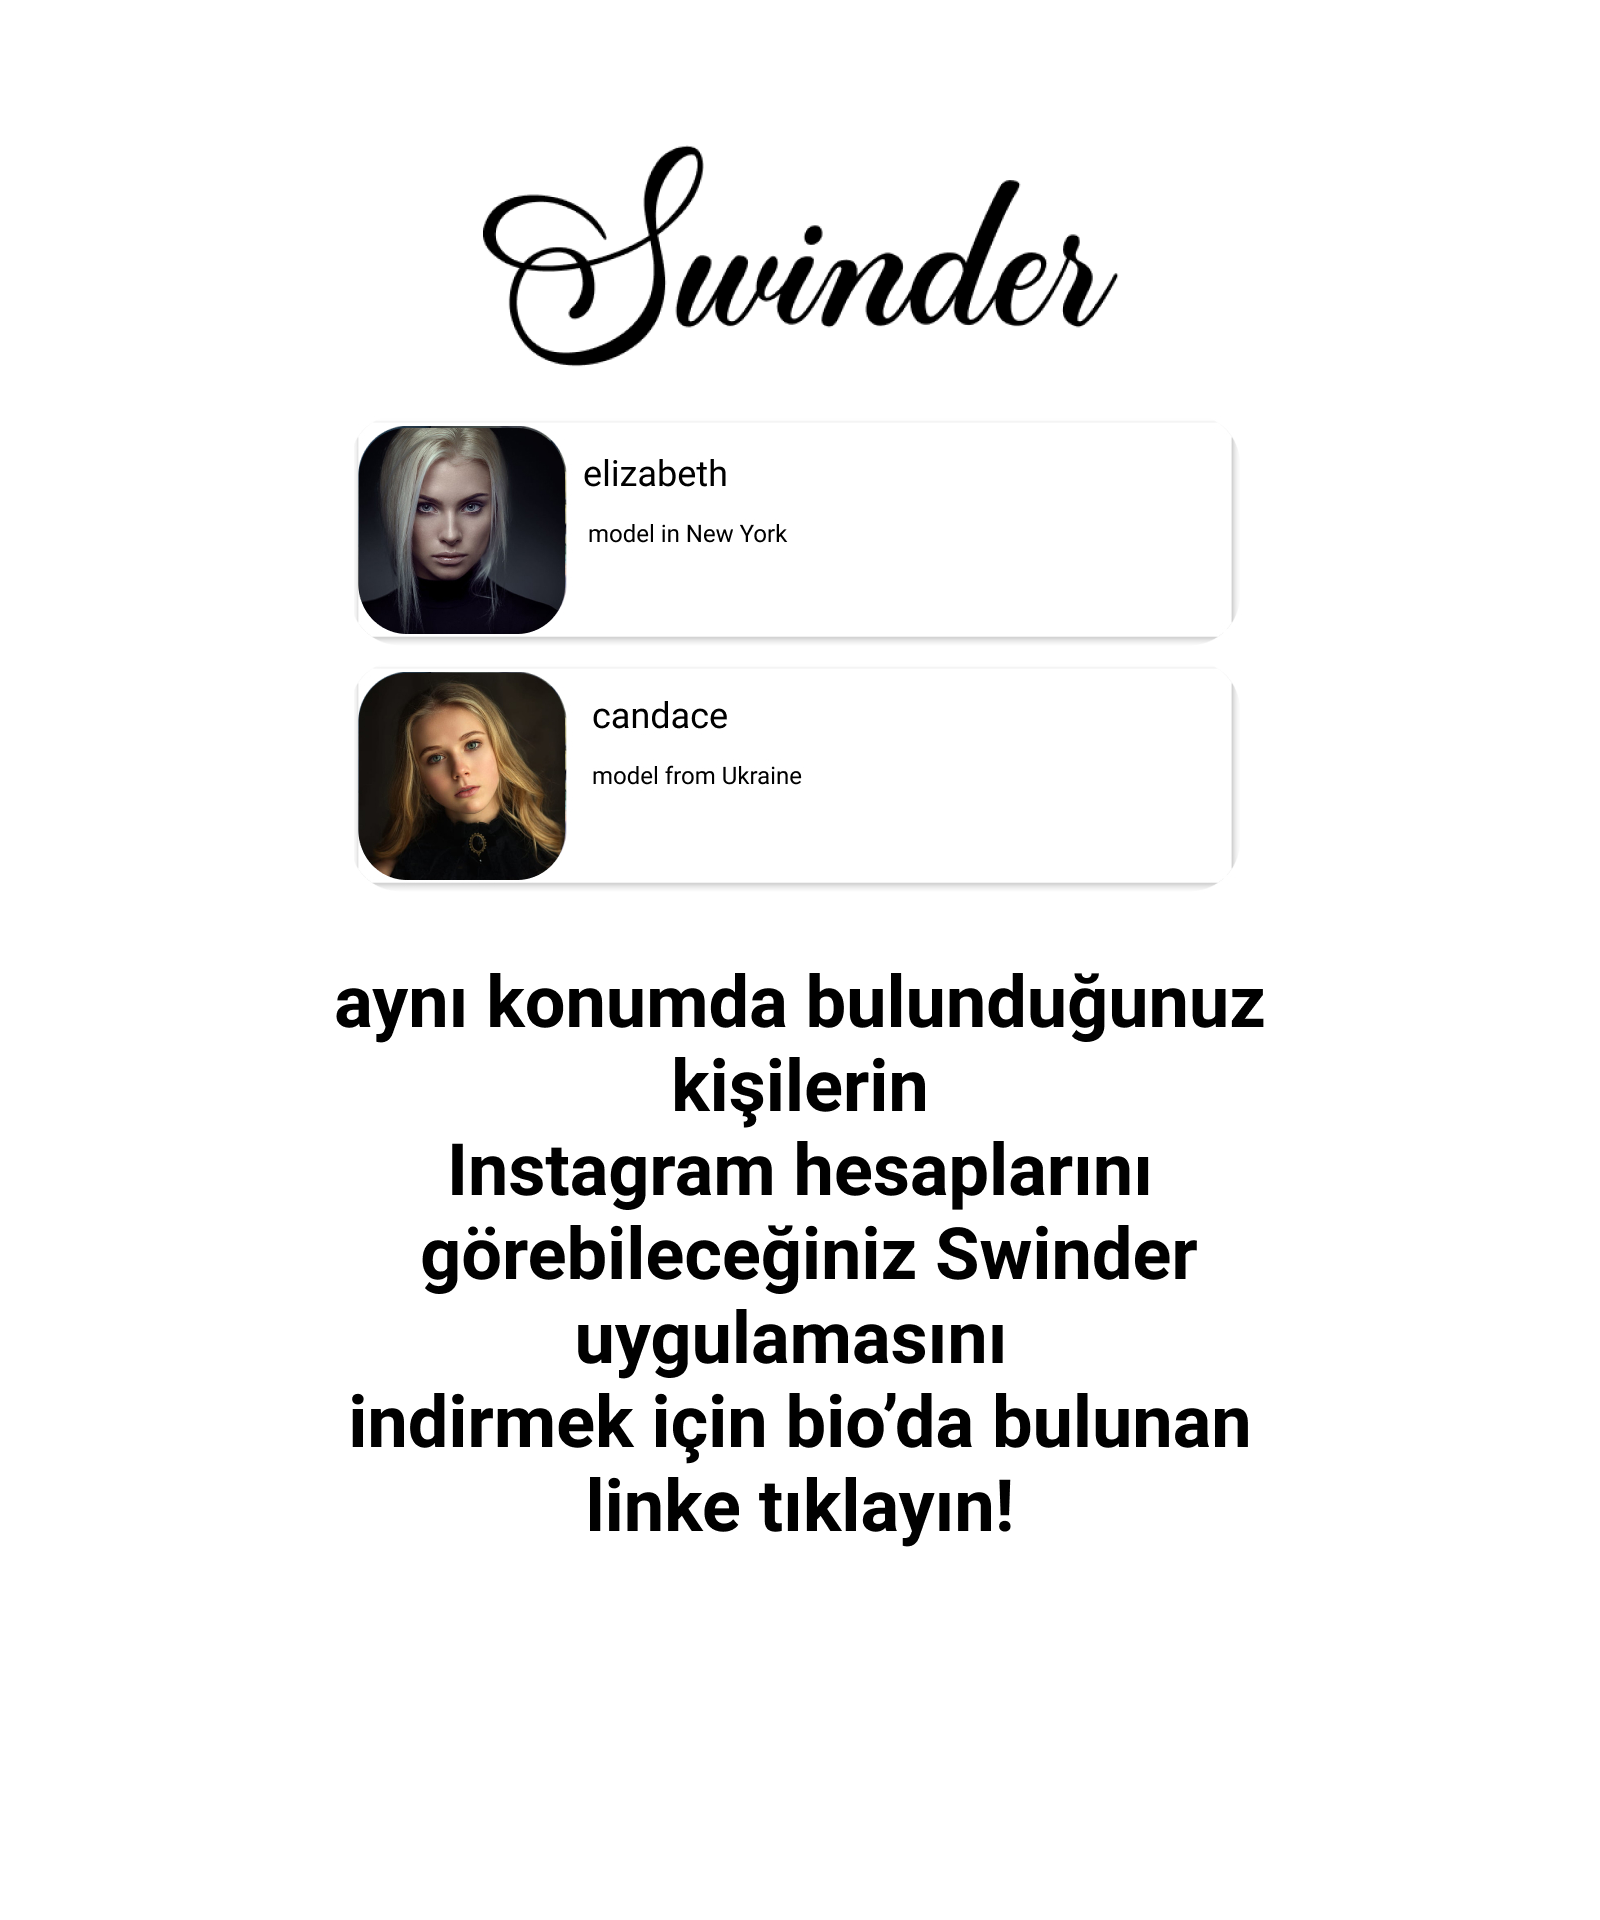 Swinder
elizabeth
model in New York
candace
model from Ukraine
aynı konumda bulunduğunuz
kişilerin
Instagram hesaplarını
görebileceğiniz Swinder
uygulamasını
indirmek için bio’da bulunan
linke tıklayın!